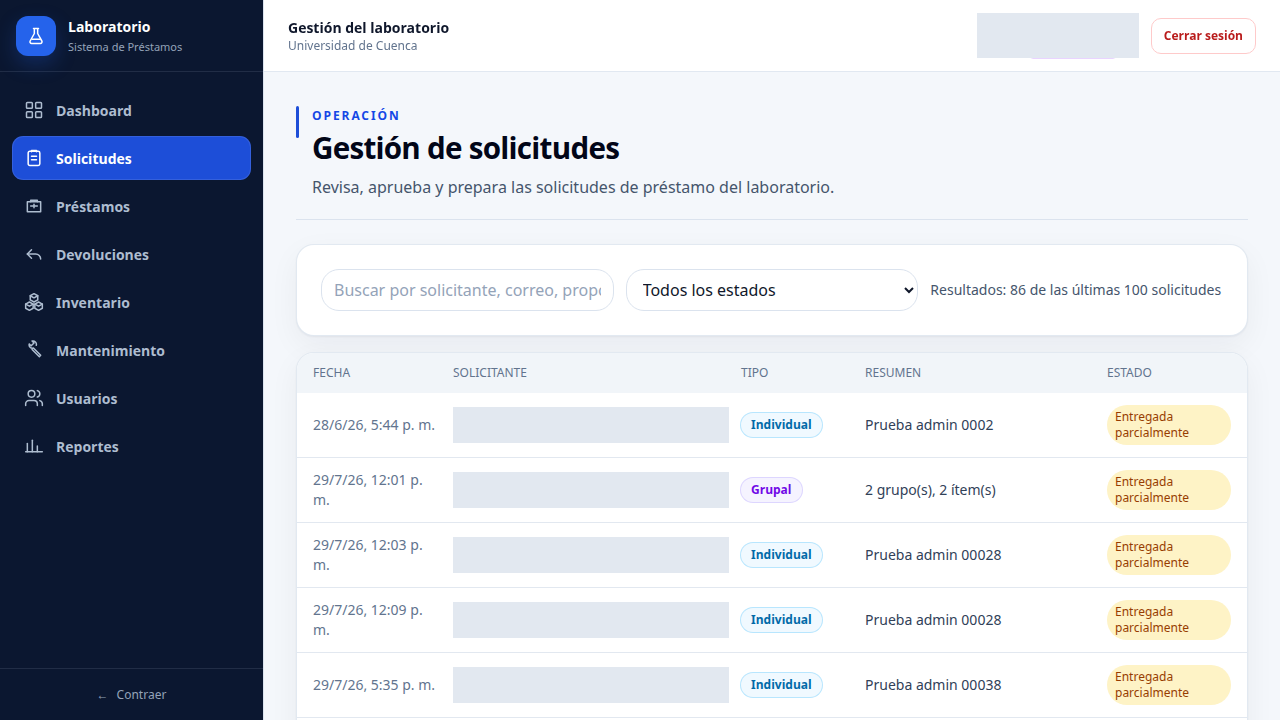 Laboratorio
Sistema de Préstamos
Gestión del laboratorio
Universidad de Cuenca
Cerrar sesión
Dashboard
Solicitudes
Préstamos
Devoluciones
Inventario
Mantenimiento
Usuarios
Reportes
← Contraer
OPERACIÓN
Gestión de solicitudes
Revisa, aprueba y prepara las solicitudes de préstamo del laboratorio.
Buscar por solicitante, correo, propo
Todos los estados
Resultados: 86 de las últimas 100 solicitudes
FECHA SOLICITANTE TIPO RESUMEN ESTADO
28/6/26, 5:44 p. m. Individual Prueba admin 0002 Entregada
parcialmente
29/7/26, 12:01 p. Grupal 2 grupo(s), 2 ítem(s) Entregada
m. parcialmente
29/7/26, 12:03 p. Individual Prueba admin 00028 Entregada
m. parcialmente
29/7/26, 12:09 p. Individual Prueba admin 00028 Entregada
m. parcialmente
29/7/26, 5:35 p. m. Individual Prueba admin 00038 Entregada
parcialmente